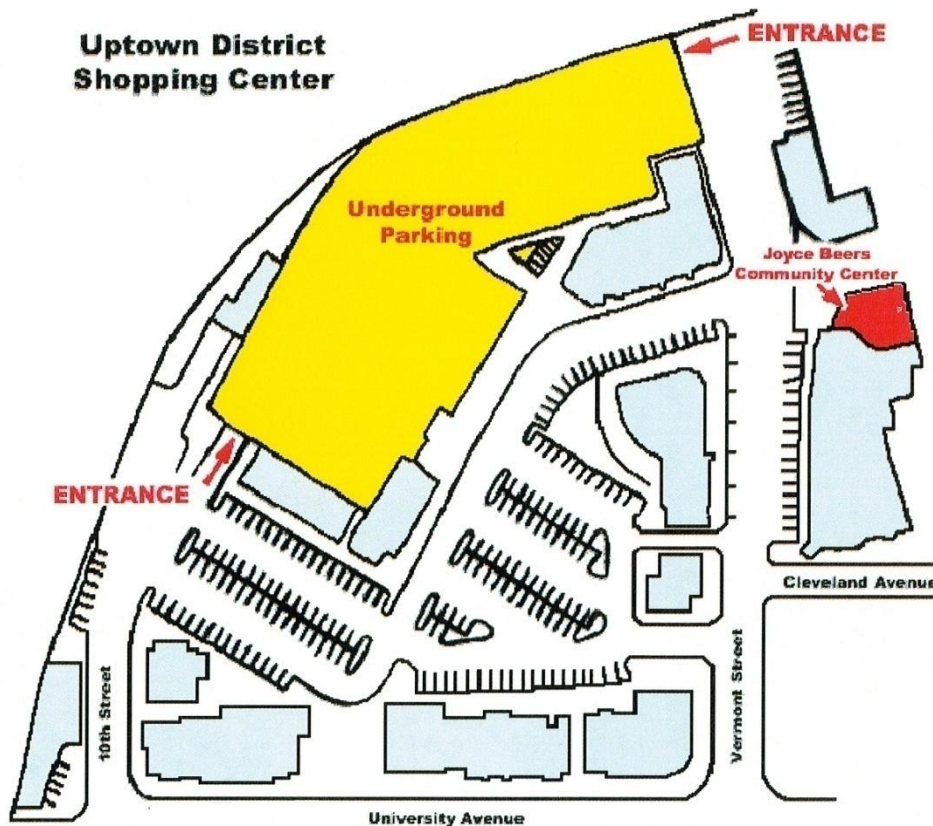 Uptown District
Shopping Center
ENTRANCE
Underground
Parking
Joyce Beers
Community Center
ENTRANCE
Cleveland Avenue
10th Street
Vermont Street
University Avenue